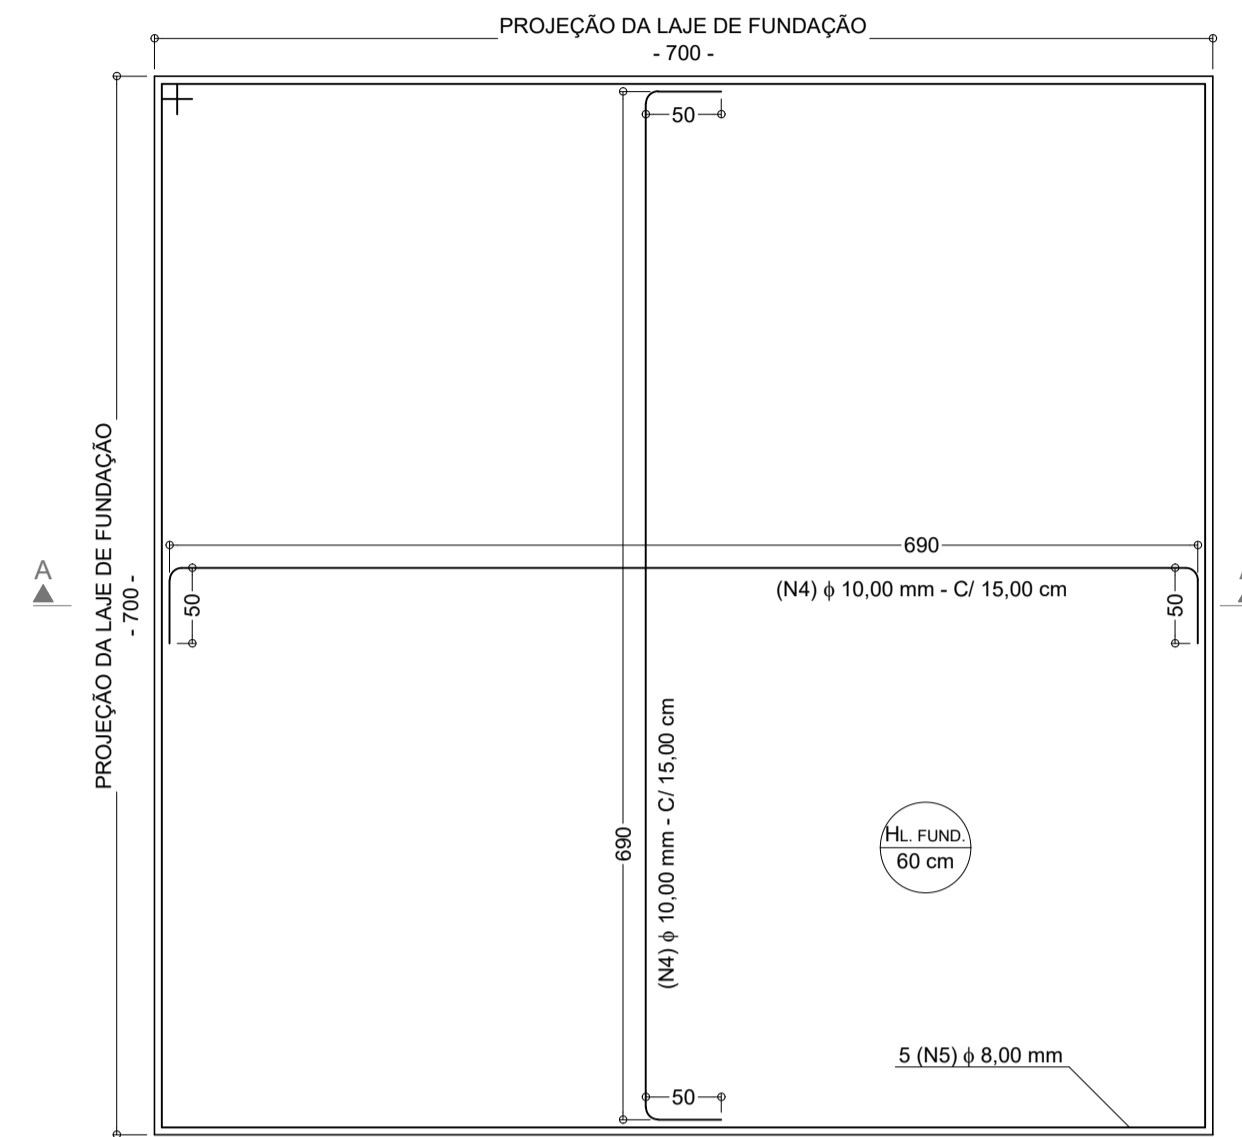 PROJEÇÃO DA LAJE DE FUNDAÇÃO
- 700 -
50
PROJEÇÃO DA LAJE DE FUNDAÇÃO
- 700 -
A
690
(N4) ϕ 10,00 mm - C/ 15,00 cm
50
50
690
(N4) ϕ 10,00 mm - C/ 15,00 cm
HL. FUND.
60 cm
5 (N5) ϕ 8,00 mm
50